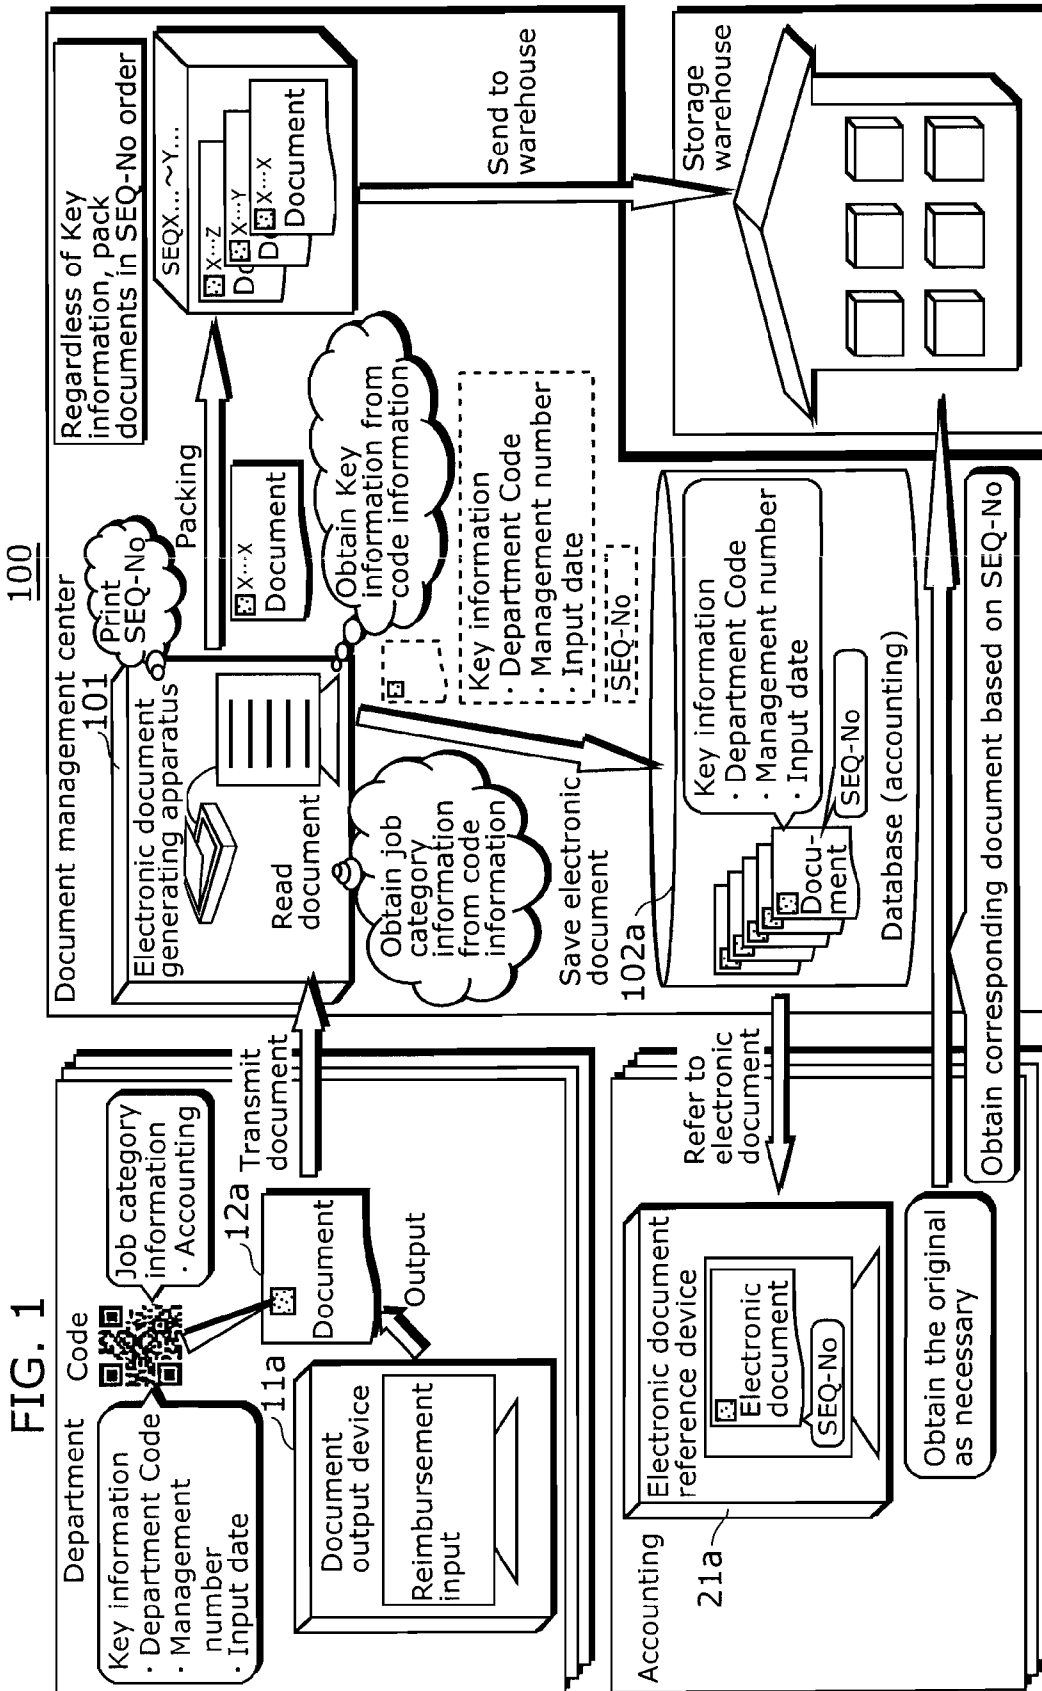 FIG. 1
100
Department
Code
Key information
· Department Code
· Management
number
· Input date
Job category
information
· Accounting
11a
Document
output device
Reimbursement
input
Output
12a
Document
Transmit
document
Document management center
101
Electronic document
generating apparatus
Read
document
Print
SEQ-No
Obtain job
category
information
from code
information
Obtain Key
information from
code information
Packing
X···X
Document
Regardless of Key
information, pack
documents in SEQ-No order
SEQX...~Y...
X···Z
Do
X···Y
Do
X···X
Document
Send to
warehouse
Save electronic
document
Key information
· Department Code
· Management number
· Input date
SEQ-No
102a
Key information
· Department Code
· Management number
· Input date
SEQ-No
Docu-
ment
Database (accounting)
Storage
warehouse
Accounting
21a
Electronic document
reference device
Electronic
document
SEQ-No
Refer to
electronic
document
Obtain the original
as necessary
Obtain corresponding document based on SEQ-No